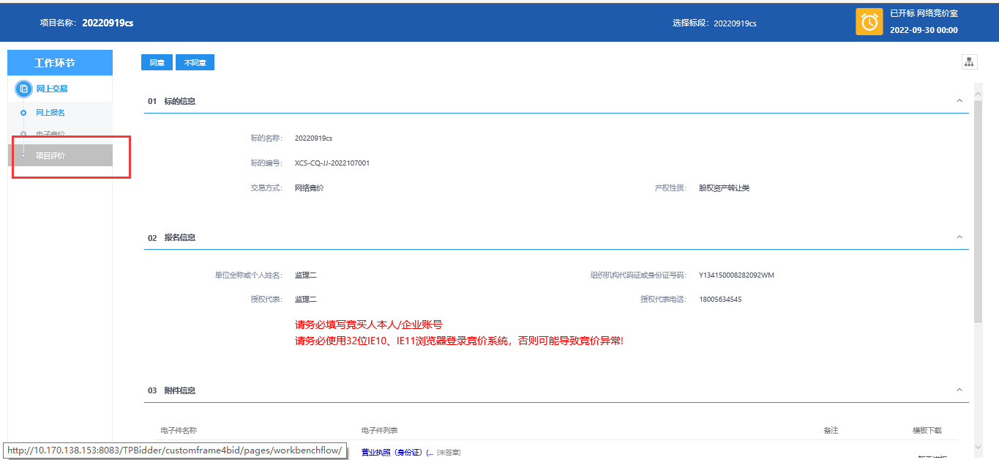 项目名称: 20220919cs
选择标段: 20220919cs
已开标 网络竞价室
2022-09-30 00:00
工作环节
网上交易
网上报名
电子竞价
项目评价
同意 不同意
01 标的信息
标的名称: 20220919cs
标的编号: XCS-CQ-JJ-2022107001
交易方式: 网络竞价 产权性质: 股权资产转让类
02 报名信息
单位全称或个人姓名: 监理二 组织机构代码证或身份证号码: Y134150008282092WM
授权代表: 监理二 授权代表电话: 18005634545
请务必填写竞买人本人/企业账号
请务必使用32位IE10、IE11浏览器登录竞价系统，否则可能导致竞价异常!
03 附件信息
电子件名称 电子件列表 备注 模板下载
营业执照（身份证）(... [未签章]
http://10.170.138.153:8083/TPBidder/customframe4bid/pages/workbenchflow/